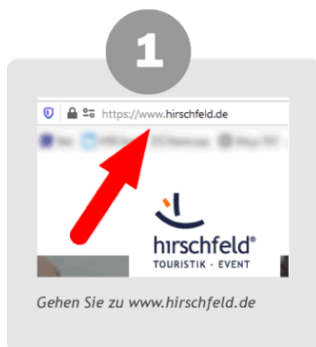 1
https://www.hirschfeld.de
hirschfeld®
TOURISTIK - EVENT
Gehen Sie zu www.hirschfeld.de